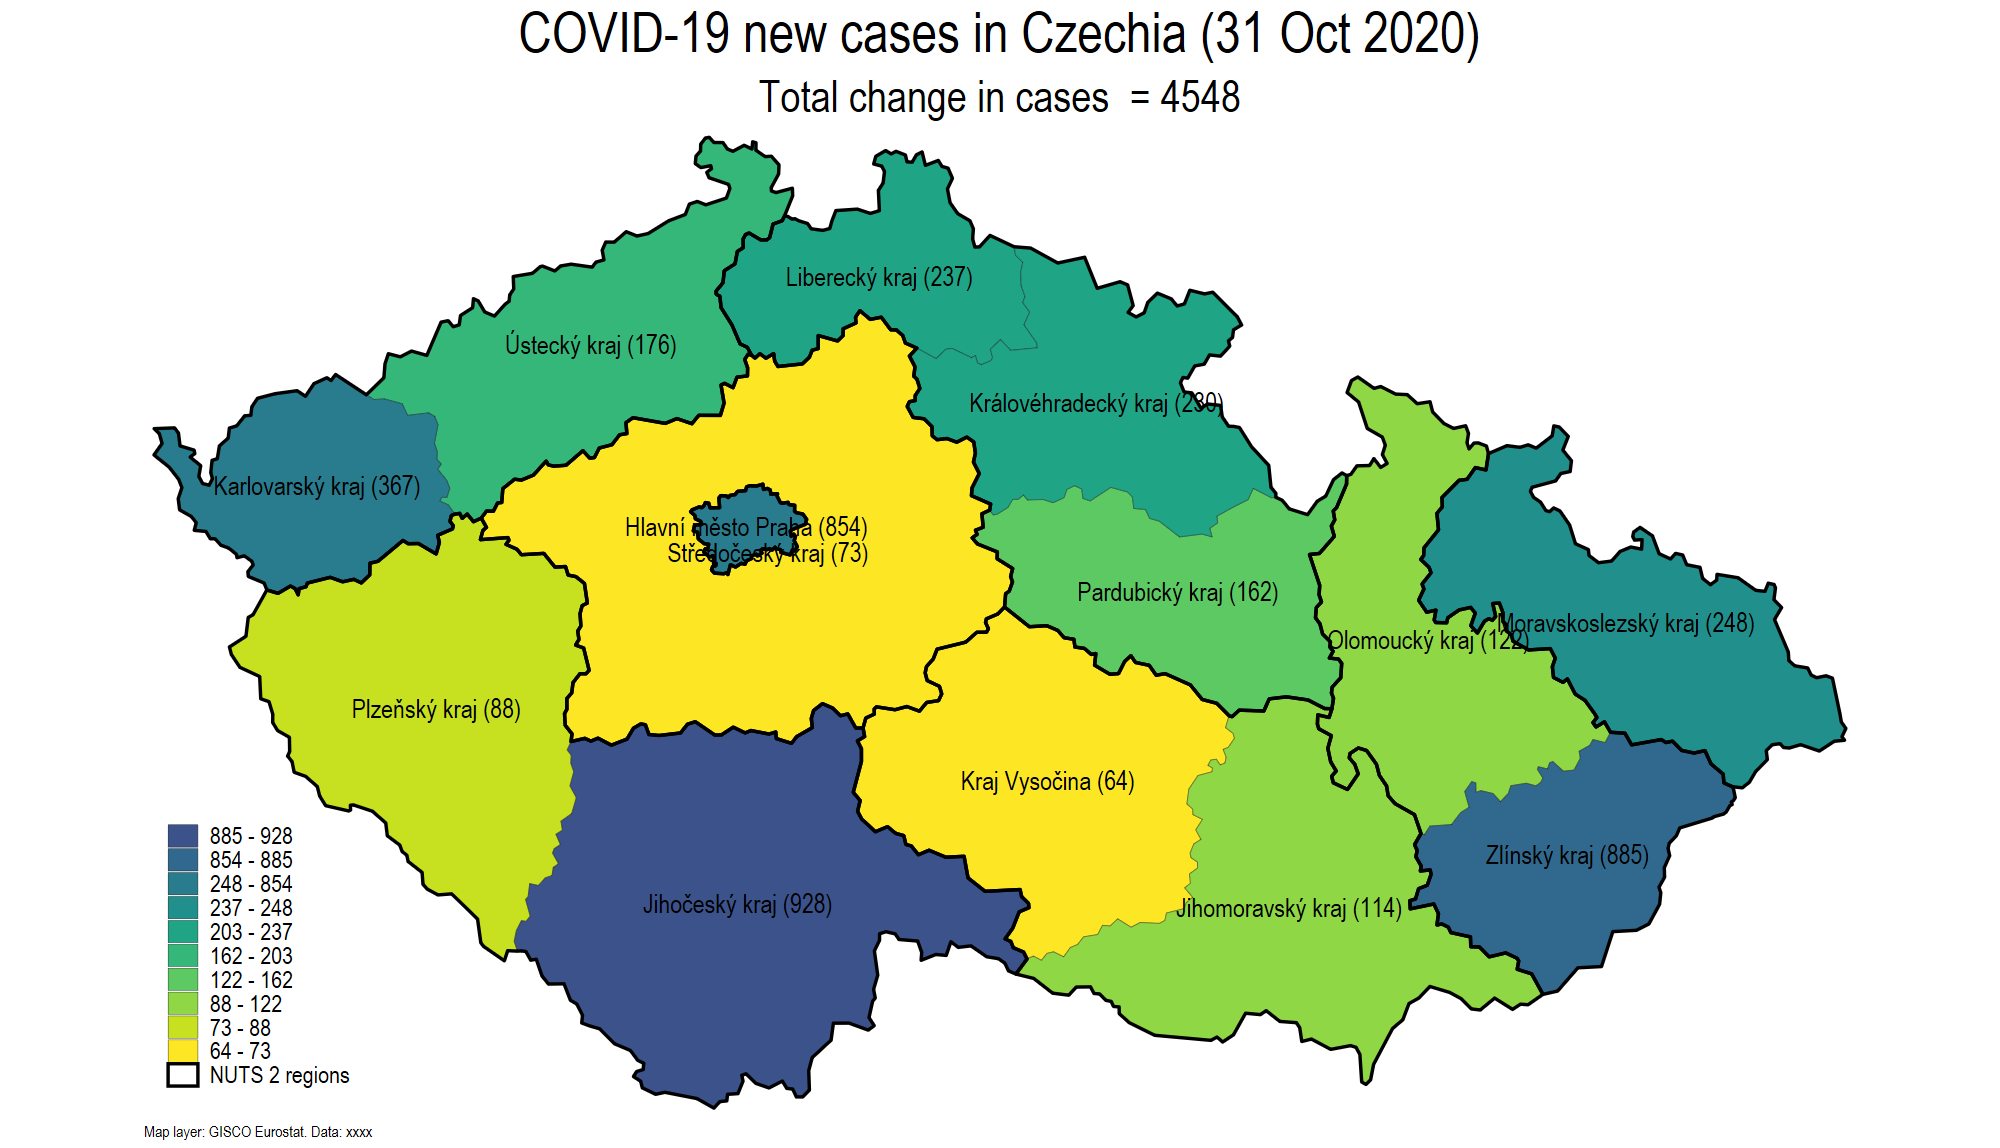 COVID-19 new cases in Czechia (31 Oct 2020)
Total change in cases = 4548
Liberecký kraj (237)
Ústecký kraj (176)
Královéhradecký kraj (230)
Karlovarský kraj (367)
Hlavní město Praha (854)
Středočeský kraj (73)
Pardubický kraj (162)
Moravskoslezský kraj (248)
Olomoucký kraj (122)
Plzeňský kraj (88)
Kraj Vysočina (64)
Zlínský kraj (885)
Jihočeský kraj (928)
Jihomoravský kraj (114)
885 - 928
854 - 885
248 - 854
237 - 248
203 - 237
162 - 203
122 - 162
88 - 122
73 - 88
64 - 73
NUTS 2 regions
Map layer: GISCO Eurostat. Data: xxxx